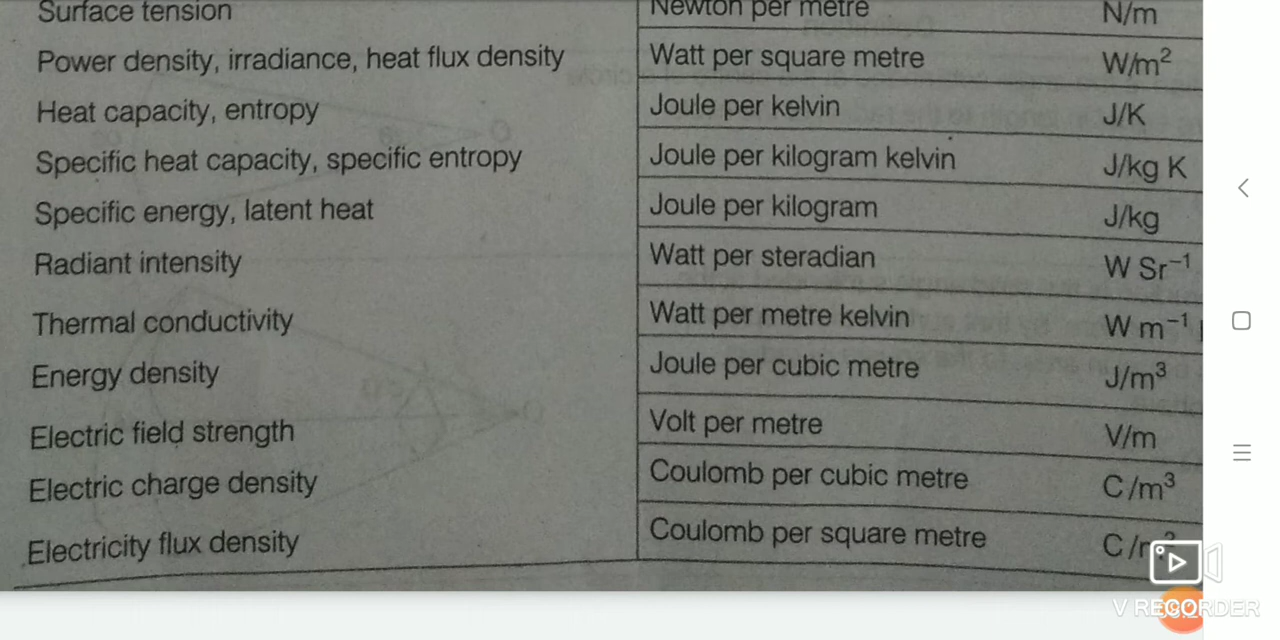 Surface tension Newton per metre N/m
Power density, irradiance, heat flux density Watt per square metre W/m²
Heat capacity, entropy Joule per kelvin J/K
Specific heat capacity, specific entropy Joule per kilogram kelvin J/kg K
Specific energy, latent heat Joule per kilogram J/kg
Radiant intensity Watt per steradian W Sr⁻¹
Thermal conductivity Watt per metre kelvin W m⁻¹
Energy density Joule per cubic metre J/m³
Electric field strength Volt per metre V/m
Electric charge density Coulomb per cubic metre C/m³
Electricity flux density Coulomb per square metre
V RECORDER